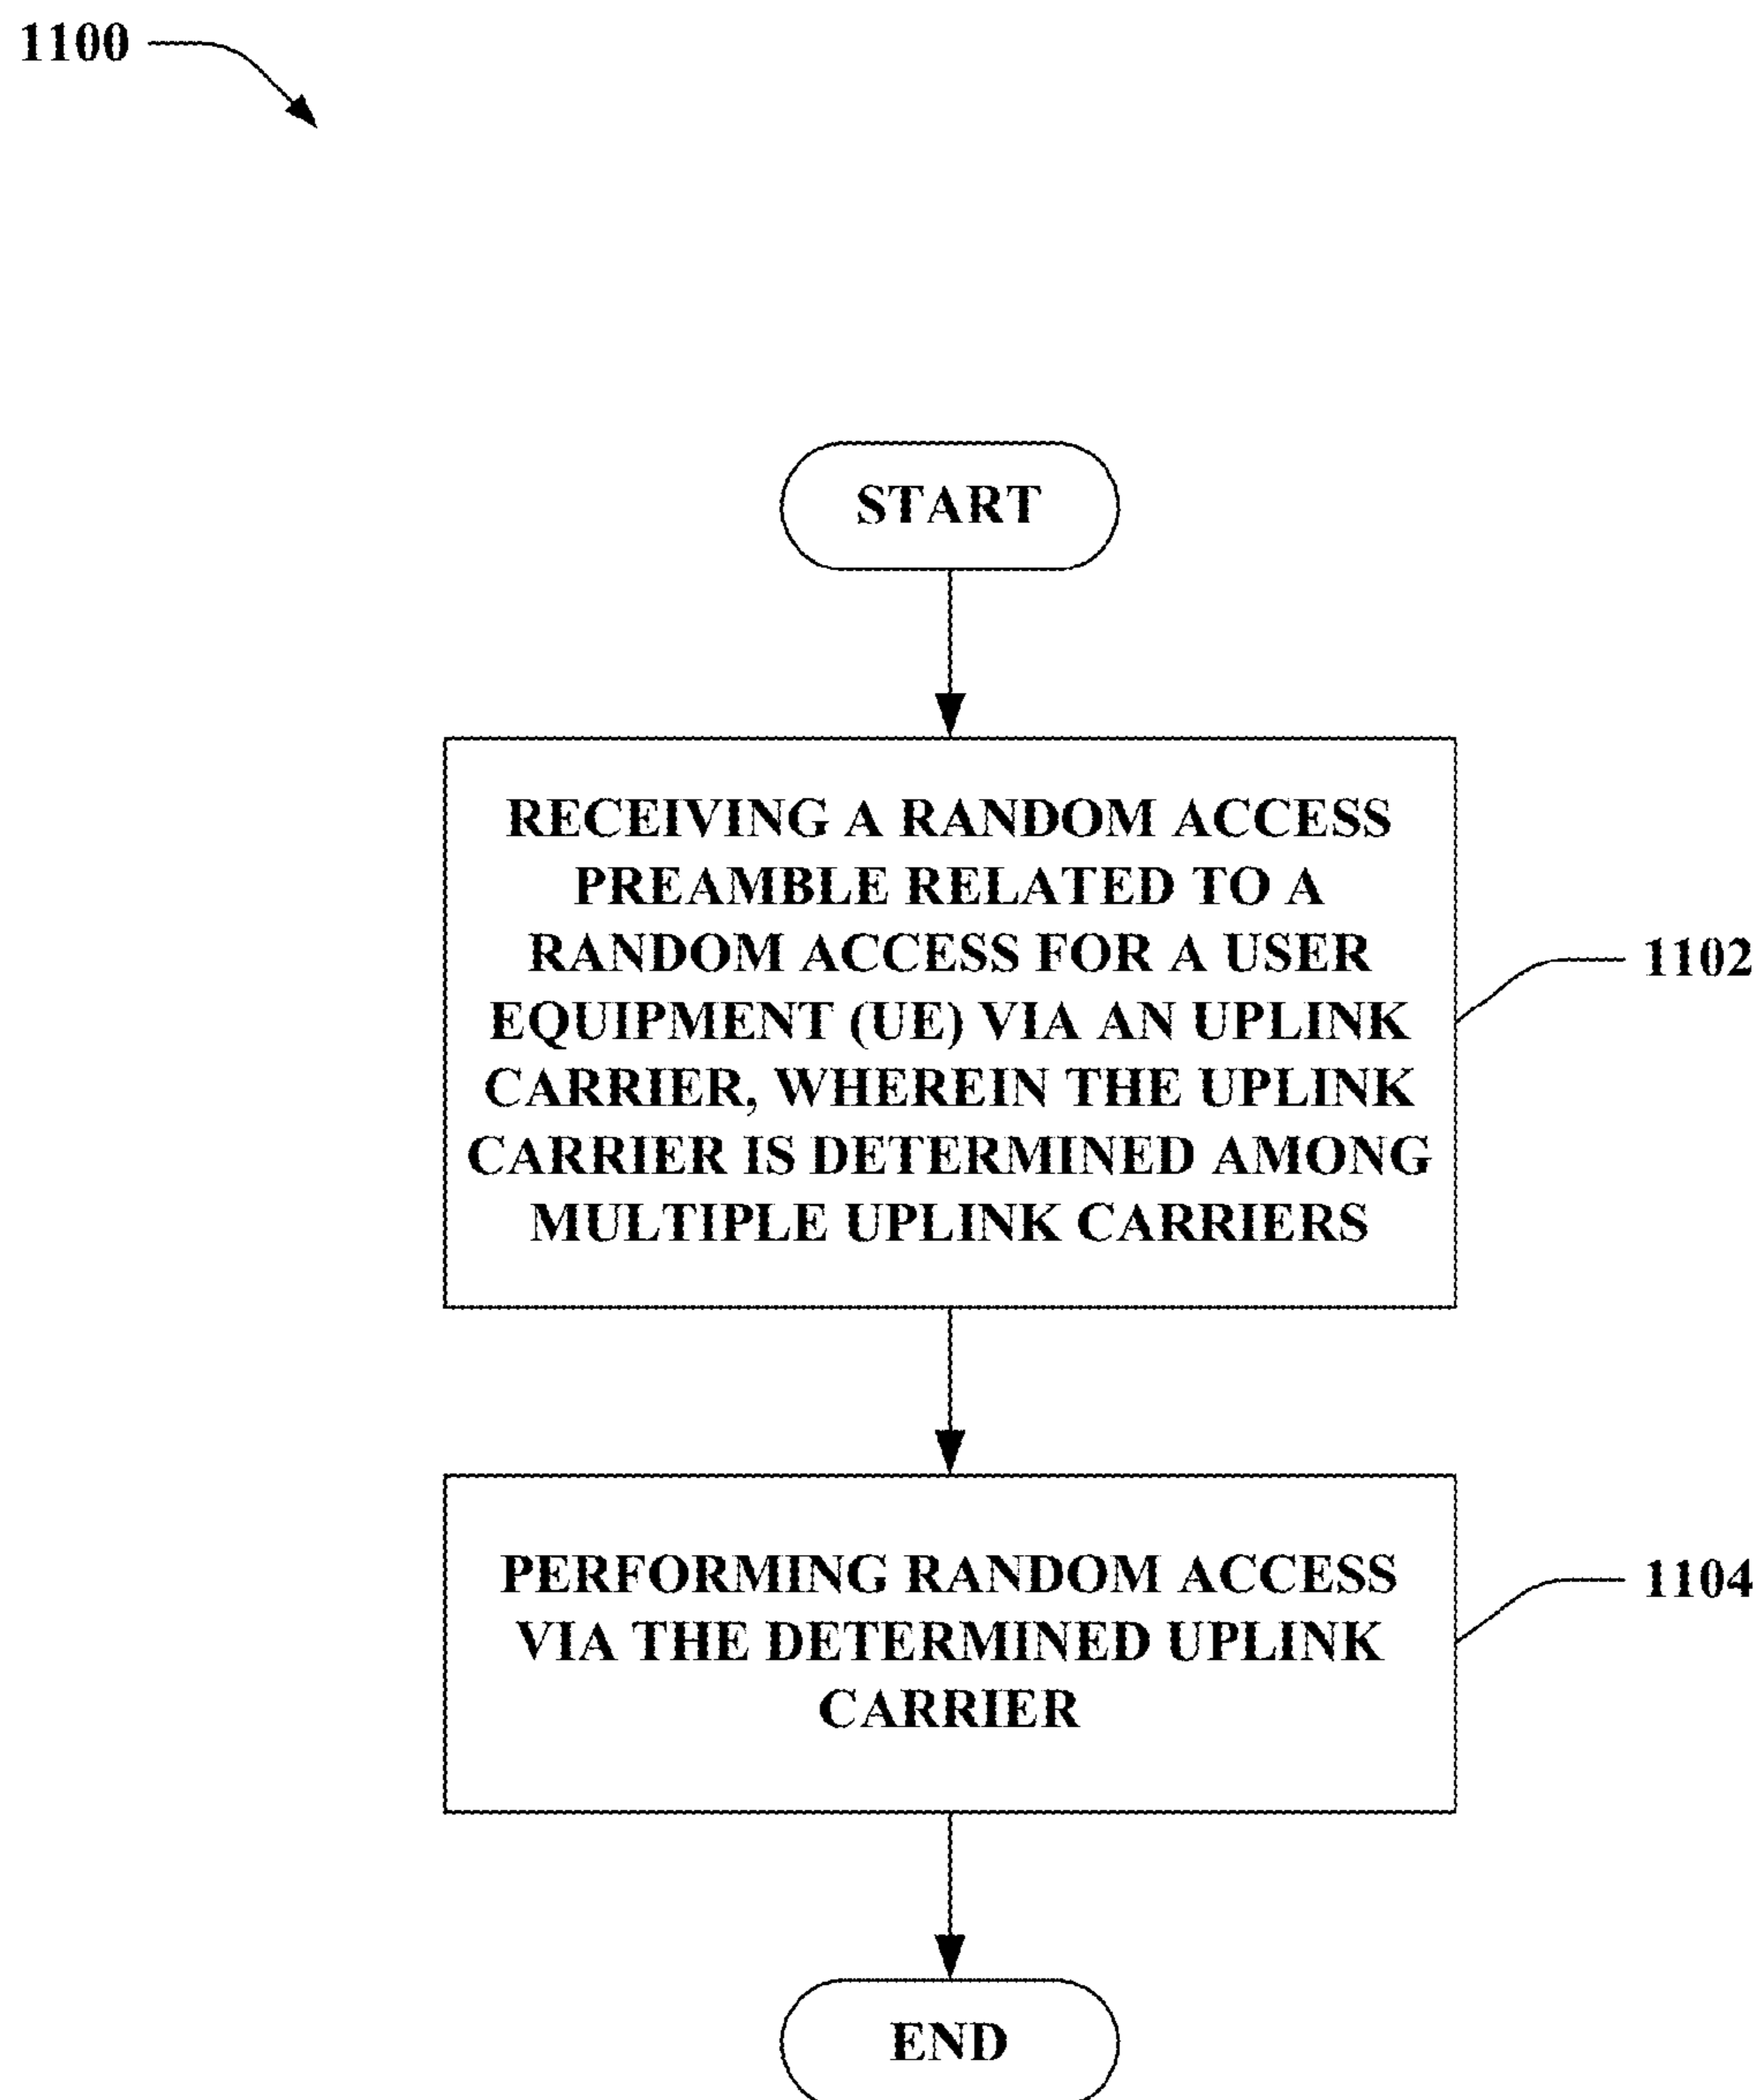 1100
START
RECEIVING A RANDOM ACCESS
PREAMBLE RELATED TO A
RANDOM ACCESS FOR A USER
EQUIPMENT (UE) VIA AN UPLINK
CARRIER, WHEREIN THE UPLINK
CARRIER IS DETERMINED AMONG
MULTIPLE UPLINK CARRIERS
1102
PERFORMING RANDOM ACCESS
VIA THE DETERMINED UPLINK
CARRIER
1104
END